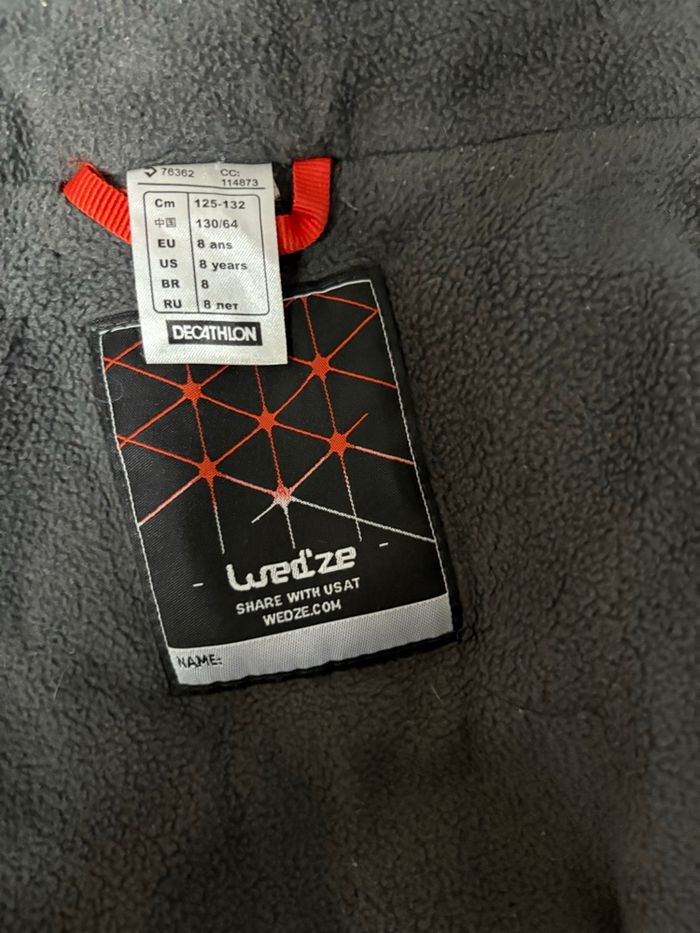 76362 CC: 114873
Cm 125-132
中国 130/64
EU 8 ans
US 8 years
BR 8
RU 8 лет
DECATHLON
- wed'ze -
SHARE WITH US AT
WEDZE.COM
NAME: